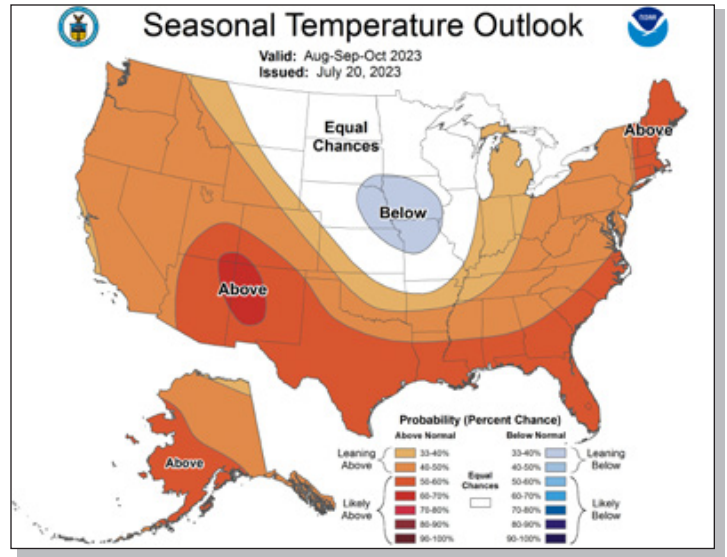 Seasonal Temperature Outlook
Valid: Aug-Sep-Oct 2023
Issued: July 20, 2023
noaa
Equal
Chances
Above
Below
Above
Above
Probability (Percent Chance)
Above Normal
Below Normal
Leaning
Above
33-40%
40-50%
Likely
Above
50-60%
60-70%
70-80%
80-90%
90-100%
Equal
Chances
33-40%
40-50%
Leaning
Below
50-60%
60-70%
70-80%
80-90%
90-100%
Likely
Below